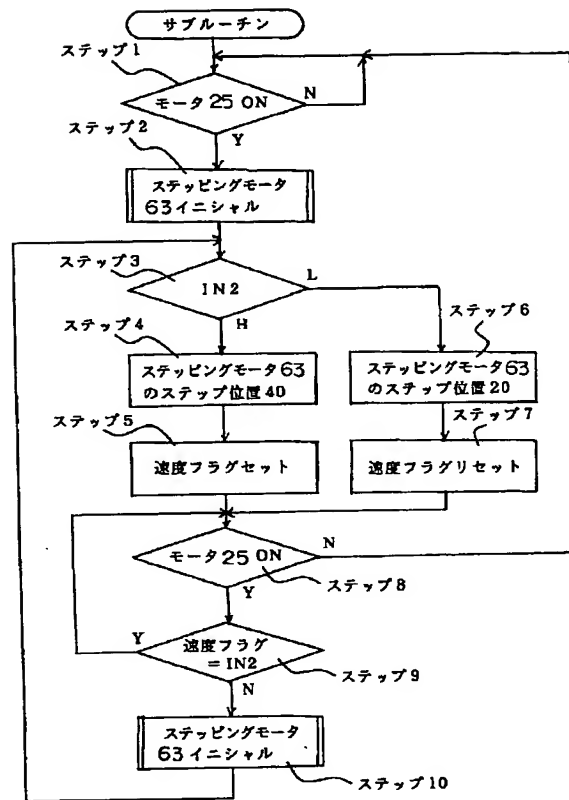 サブルーチン
ステップ1
モータ25 ON
N
Y
ステップ2
ステッピングモータ
63イニシャル
ステップ3
IN2
L
H
ステップ4
ステッピングモータ63
のステップ位置40
ステップ6
ステッピングモータ63
のステップ位置20
ステップ5
速度フラグセット
ステップ7
速度フラグリセット
モータ25 ON
N
Y
ステップ8
速度フラグ
=IN2
Y
N
ステップ9
ステッピングモータ
63イニシャル
ステップ10